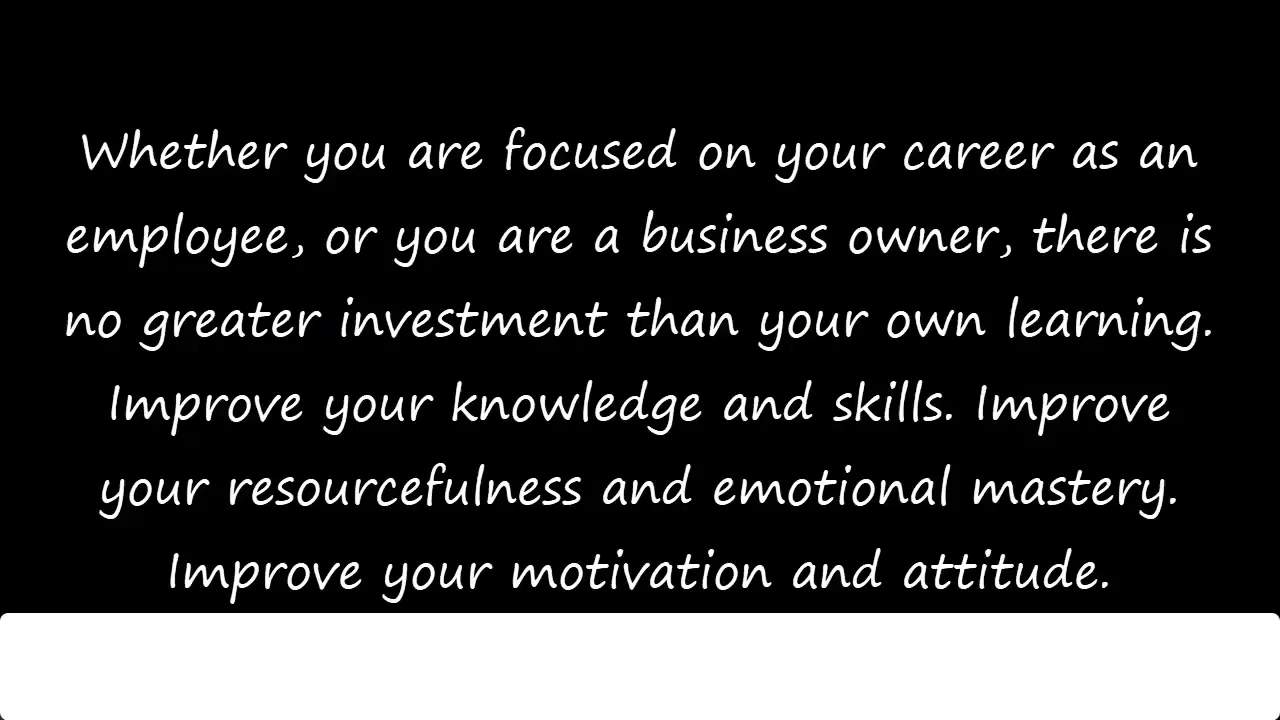 Whether you are focused on your career as an
employee, or you are a business owner, there is
no greater investment than your own learning.
Improve your knowledge and skills. Improve
your resourcefulness and emotional mastery.
Improve your motivation and attitude.